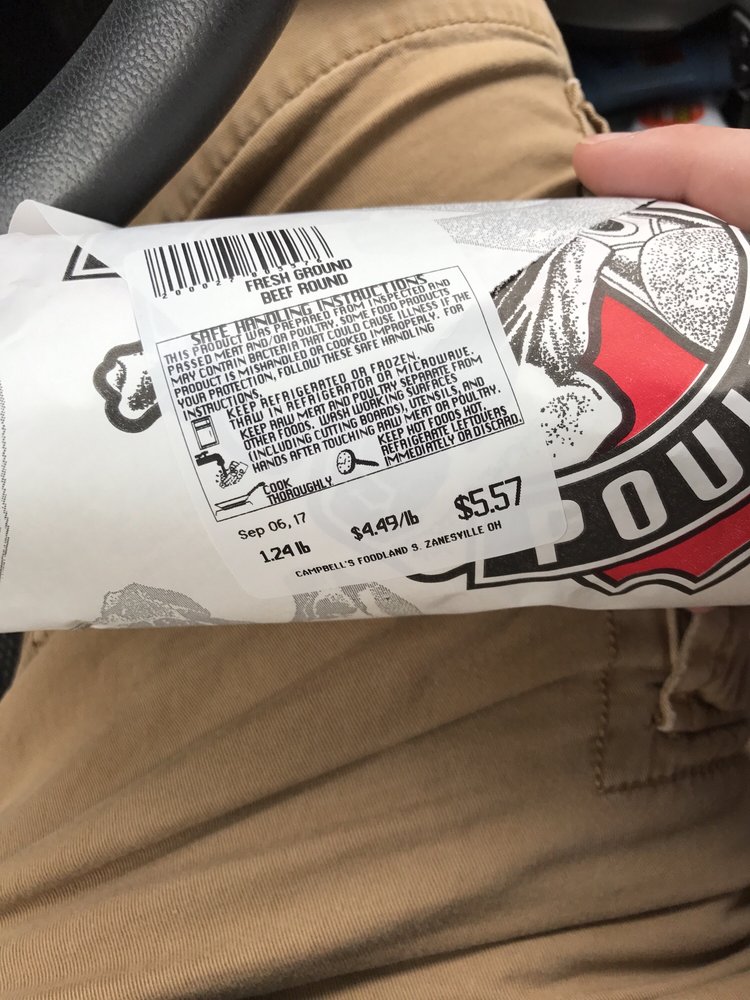 FRESH GROUND
BEEF ROUND
SAFE HANDLING INSTRUCTIONS
THIS PRODUCT WAS PREPARED FROM INSPECTED AND
PASSED MEAT AND/OR POULTRY. SOME FOOD PRODUCTS
MAY CONTAIN BACTERIA THAT COULD CAUSE ILLNESS IF THE
PRODUCT IS MISHANDLED OR COOKED IMPROPERLY. FOR
YOUR PROTECTION, FOLLOW THESE SAFE HANDLING
INSTRUCTIONS.
KEEP REFRIGERATED OR FROZEN.
THAW IN REFRIGERATOR OR MICROWAVE.
KEEP RAW MEAT AND POULTRY SEPARATE FROM
OTHER FOODS. WASH WORKING SURFACES
(INCLUDING CUTTING BOARDS), UTENSILS, AND
HANDS AFTER TOUCHING RAW MEAT OR POULTRY.
KEEP HOT FOODS HOT.
REFRIGERATE LEFTOVERS
IMMEDIATELY OR DISCARD.
COOK
THOROUGHLY
Sep 06, 17
$4.49/lb
$5.57
1.24 lb
CAMPBELL'S FOODLAND S. ZANESVILLE OH
POU